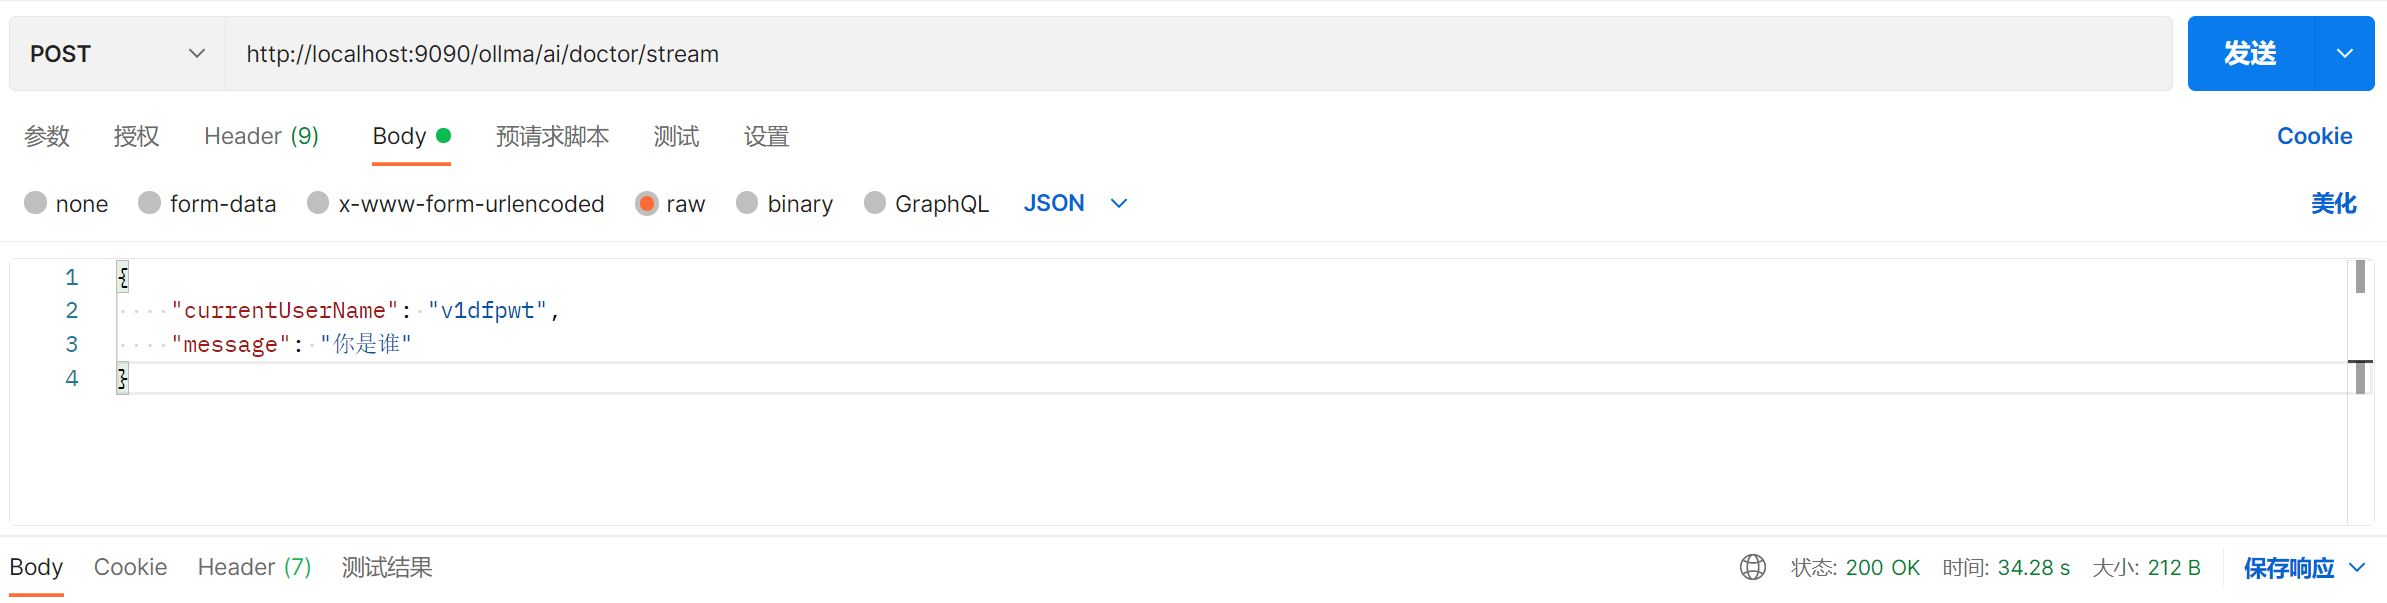 POST http://localhost:9090/ollma/ai/doctor/stream 发送
参数 授权 Header (9) Body 预请求脚本 测试 设置 Cookie
none form-data x-www-form-urlencoded raw binary GraphQL JSON 美化
1 {
2 "currentUserName": "v1dfpwt",
3 "message": "你是谁"
4 }
Body Cookie Header (7) 测试结果 状态: 200 OK 时间: 34.28 s 大小: 212 B 保存响应